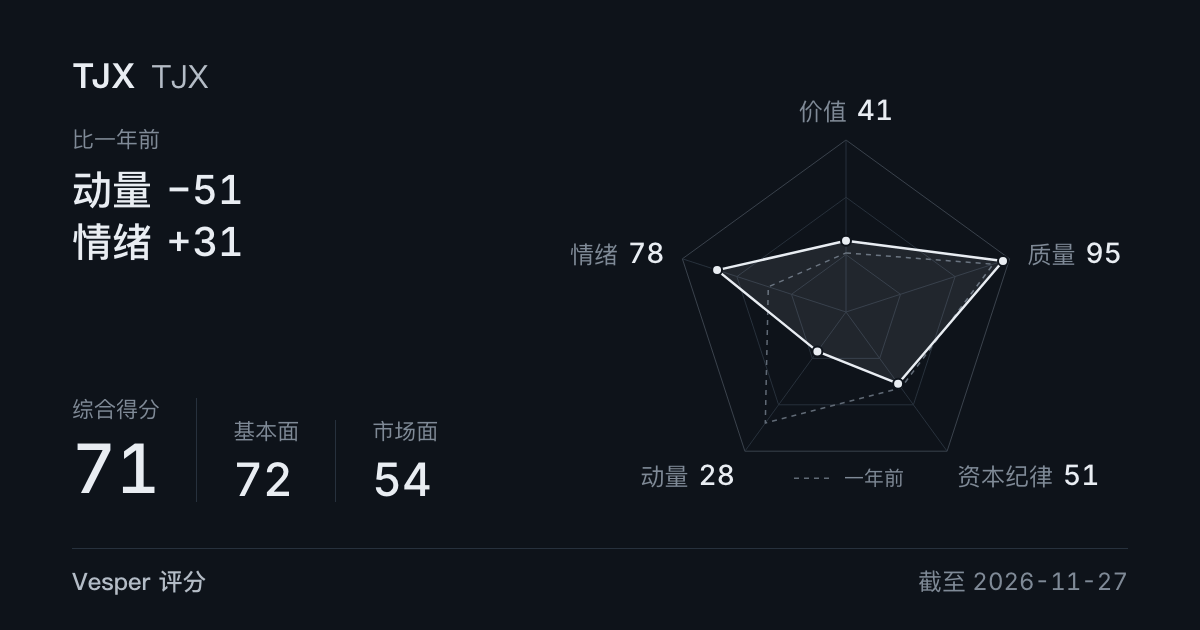 TJX TJX
比一年前
动量 −51
情绪 +31
综合得分
71
基本面
72
市场面
54
价值 41
质量 95
资本纪律 51
动量 28
情绪 78
一年前
Vesper 评分
截至 2026-11-27